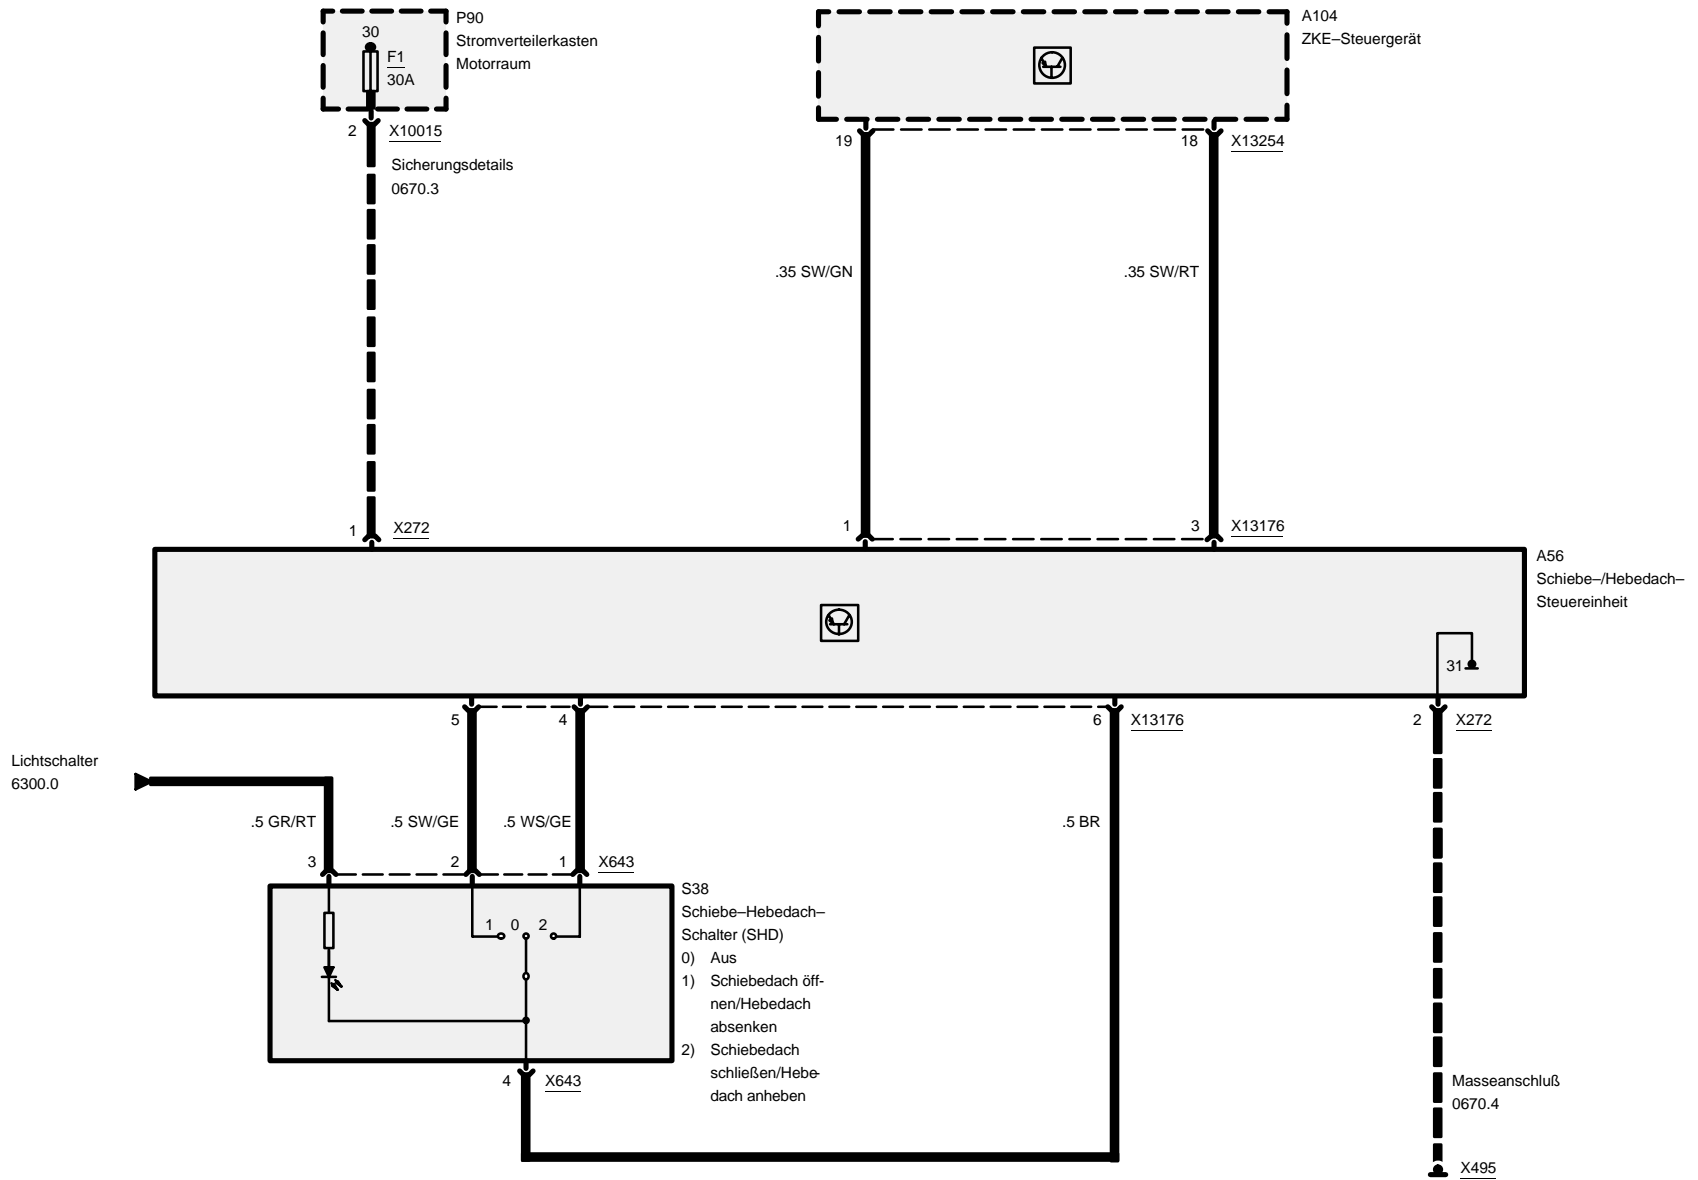 P90
Stromverteilerkasten
Motorraum
30
F1
30A
2
X10015
Sicherungsdetails
0670.3
A104
ZKE–Steuergerät
19
18
X13254
.35 SW/GN
.35 SW/RT
1
X272
1
3
X13176
A56
Schiebe–/Hebedach–
Steuereinheit
31
5
4
6
X13176
2
X272
Lichtschalter
6300.0
.5 GR/RT
.5 SW/GE
.5 WS/GE
.5 BR
3
2
1
X643
1
0
2
S38
Schiebe–Hebedach–
Schalter (SHD)
0) Aus
1) Schiebedach öff-
nen/Hebedach
absenken
2) Schiebedach
schließen/Hebe-
dach anheben
4
X643
Masseanschluß
0670.4
X495